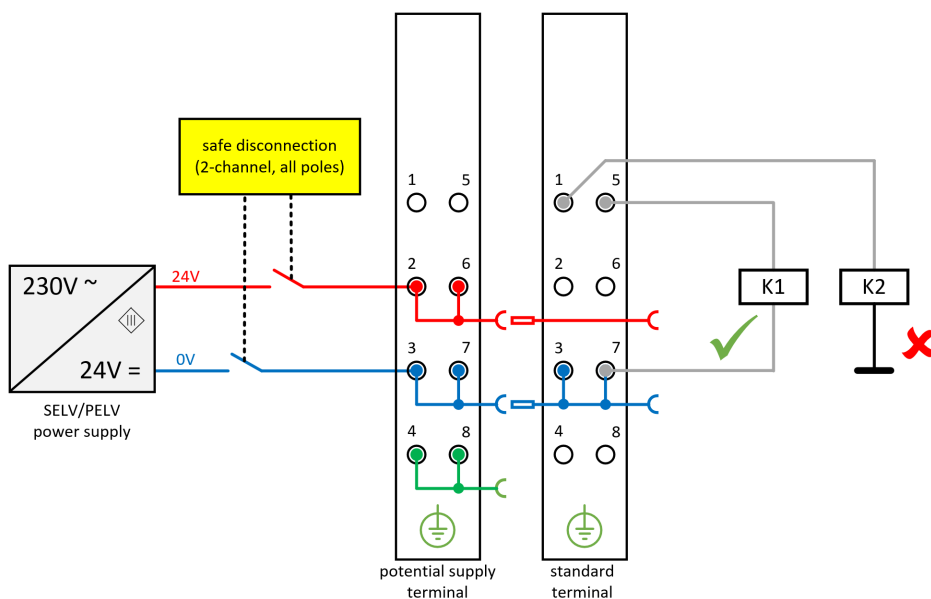 safe disconnection
(2-channel, all poles)
1 5
1 5
2 6
2 6
230V ~
24V
K1
K2
III
3 7
3 7
0V
24V =
SELV/PELV
power supply
4 8
4 8
potential supply
terminal
standard
terminal